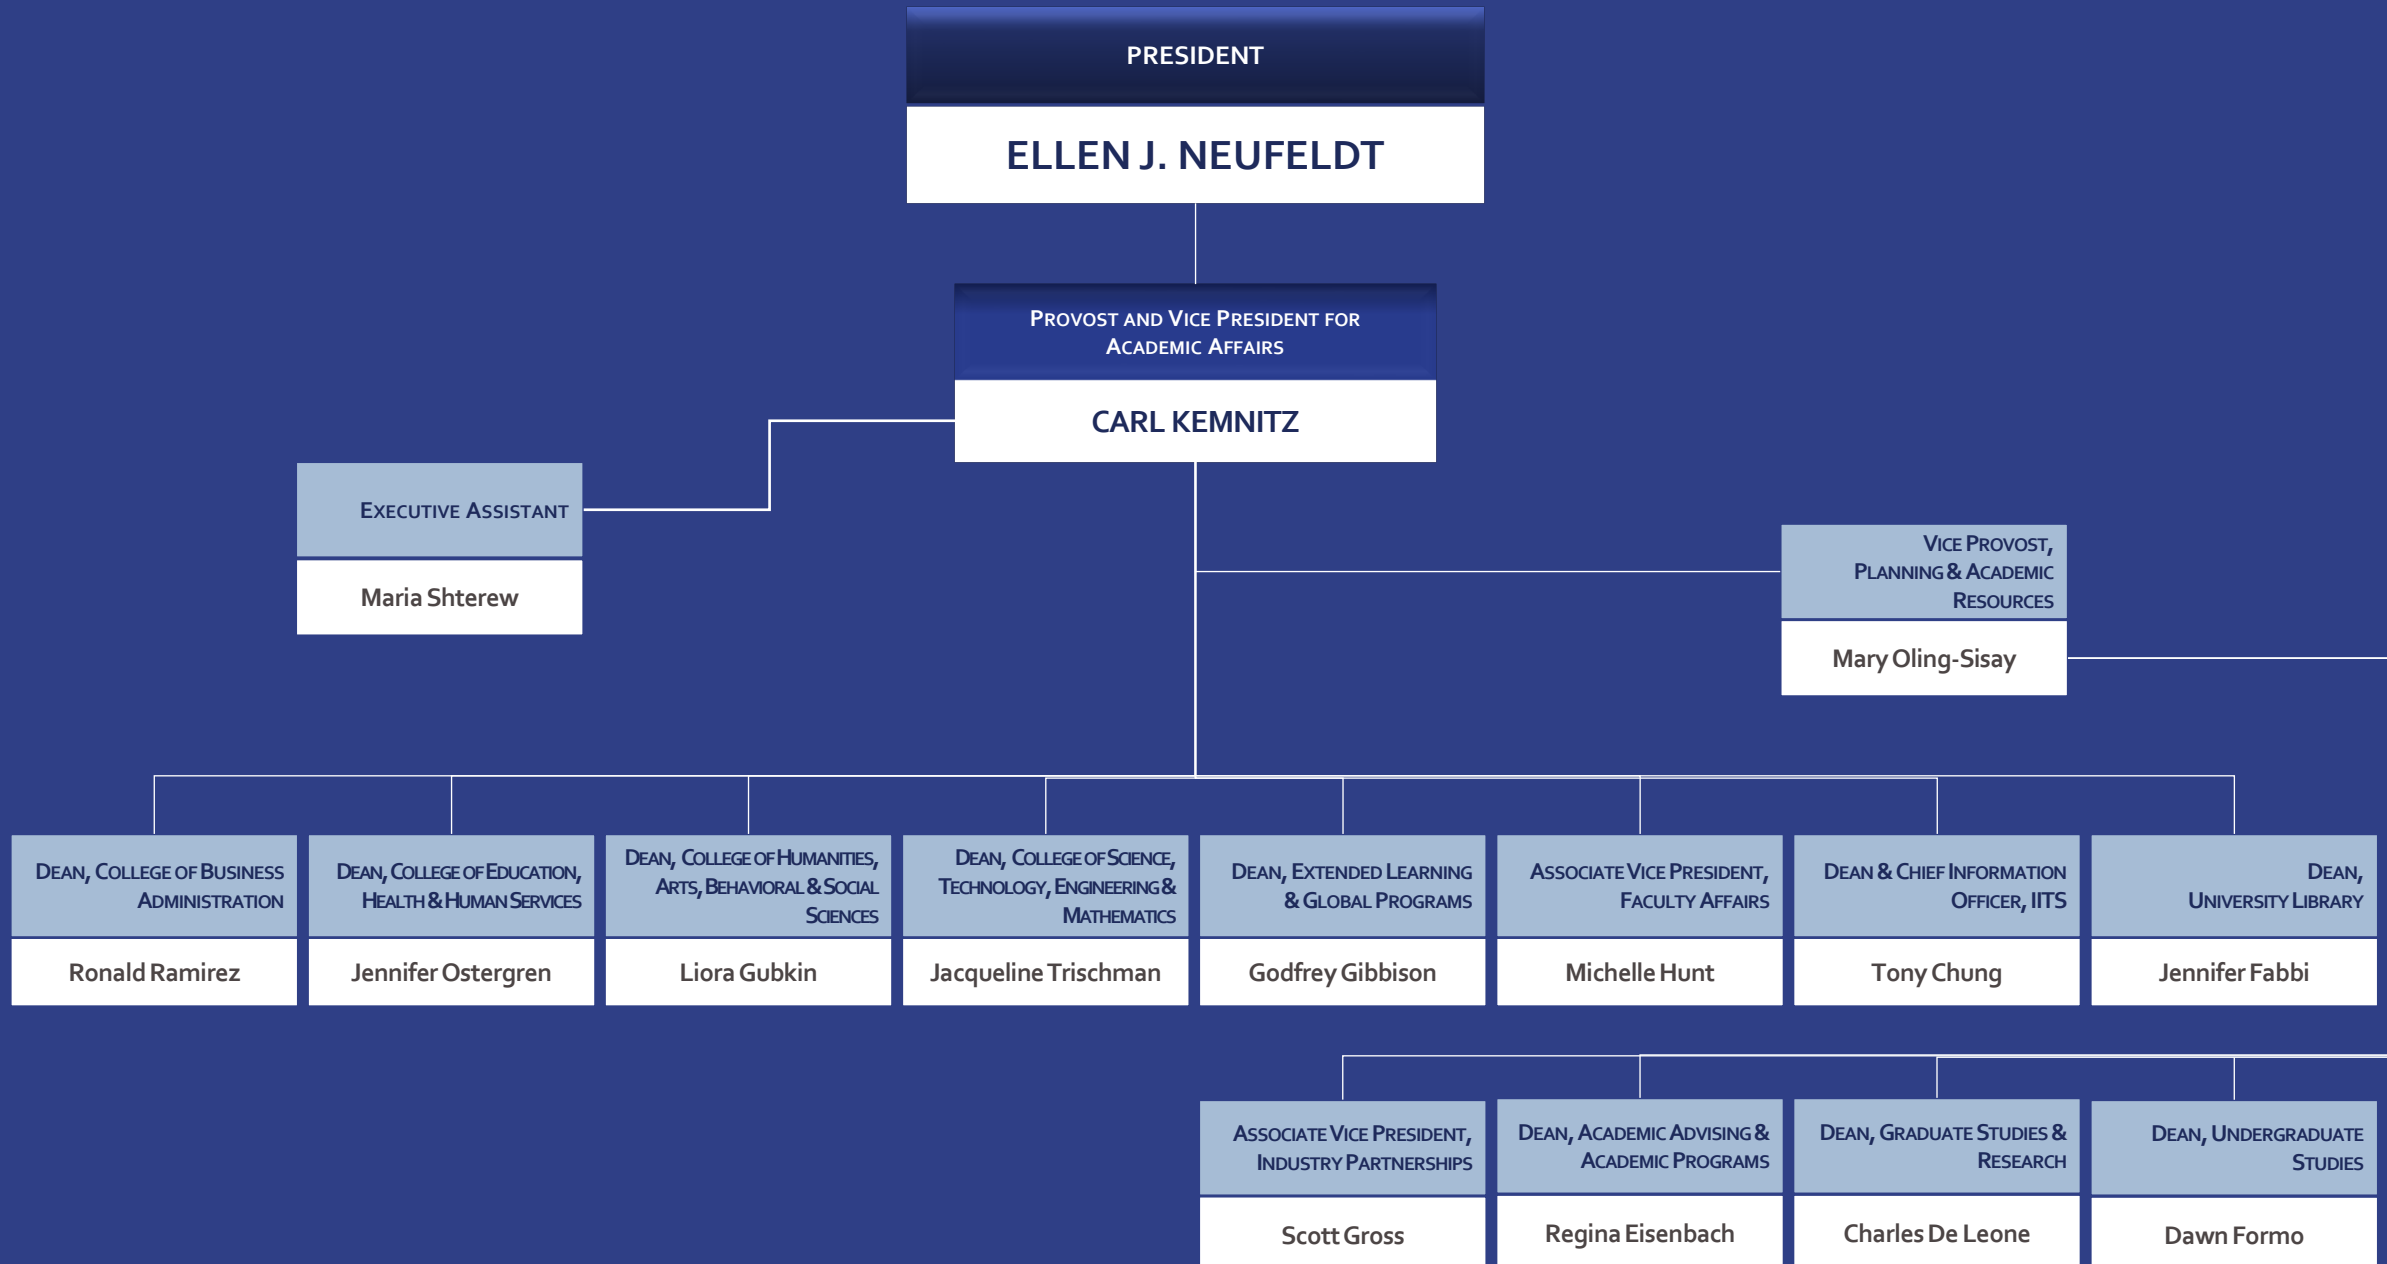 PRESIDENT
ELLEN J. NEUFELDT
PROVOST AND VICE PRESIDENT FOR
ACADEMIC AFFAIRS
CARL KEMNITZ
EXECUTIVE ASSISTANT
Maria Shterew
VICE PROVOST,
PLANNING & ACADEMIC
RESOURCES
Mary Oling-Sisay
DEAN, COLLEGE OF BUSINESS
ADMINISTRATION
Ronald Ramirez
DEAN, COLLEGE OF EDUCATION,
HEALTH & HUMAN SERVICES
Jennifer Ostergren
DEAN, COLLEGE OF HUMANITIES,
ARTS, BEHAVIORAL & SOCIAL
SCIENCES
Liora Gubkin
DEAN, COLLEGE OF SCIENCE,
TECHNOLOGY, ENGINEERING &
MATHEMATICS
Jacqueline Trischman
DEAN, EXTENDED LEARNING
& GLOBAL PROGRAMS
Godfrey Gibbison
ASSOCIATE VICE PRESIDENT,
FACULTY AFFAIRS
Michelle Hunt
DEAN & CHIEF INFORMATION
OFFICER, IITS
Tony Chung
DEAN,
UNIVERSITY LIBRARY
Jennifer Fabbi
ASSOCIATE VICE PRESIDENT,
INDUSTRY PARTNERSHIPS
Scott Gross
DEAN, ACADEMIC ADVISING &
ACADEMIC PROGRAMS
Regina Eisenbach
DEAN, GRADUATE STUDIES &
RESEARCH
Charles De Leone
DEAN, UNDERGRADUATE
STUDIES
Dawn Formo